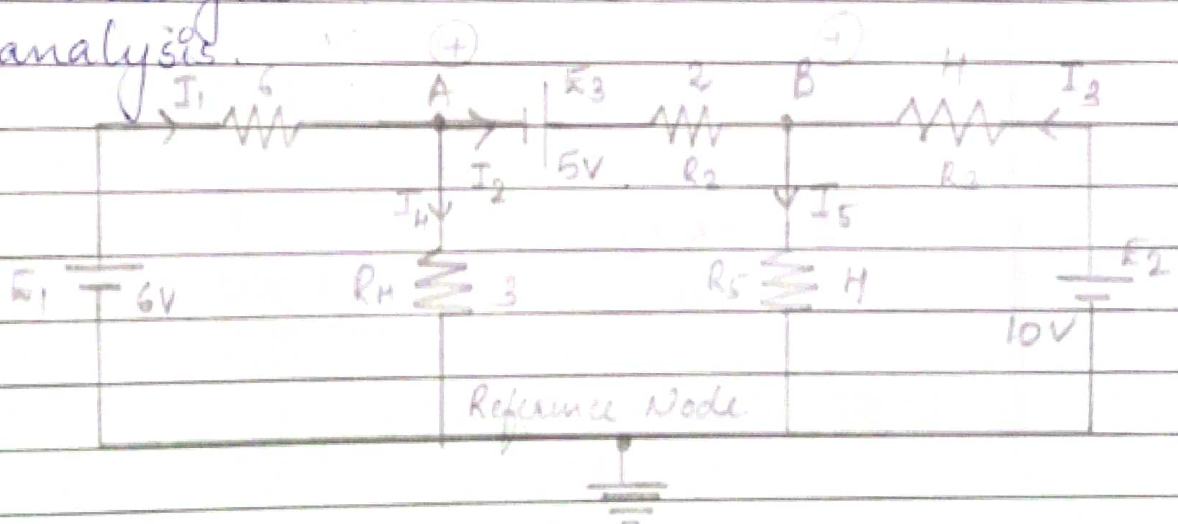 analysis.
+ +
I1 6 A E3 2 B 4 I3
I2 5V R2 R3
I4 I5
E1 6V R4 3 R5 4 E2
10V
Reference Node